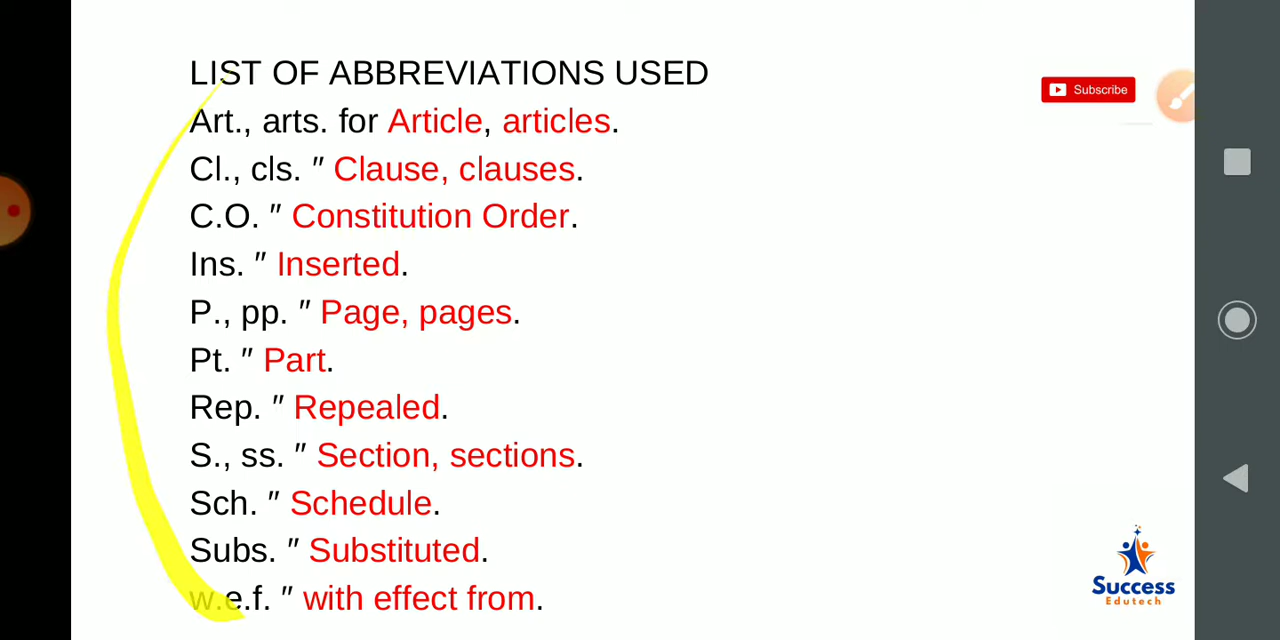 LIST OF ABBREVIATIONS USED
Subscribe
Art., arts. for Article, articles.
Cl., cls. ″ Clause, clauses.
C.O. ″ Constitution Order.
Ins. ″ Inserted.
P., pp. ″ Page, pages.
Pt. ″ Part.
Rep. ″ Repealed.
S., ss. ″ Section, sections.
Sch. ″ Schedule.
Subs. ″ Substituted.
w.e.f. ″ with effect from.
Success
Edutech